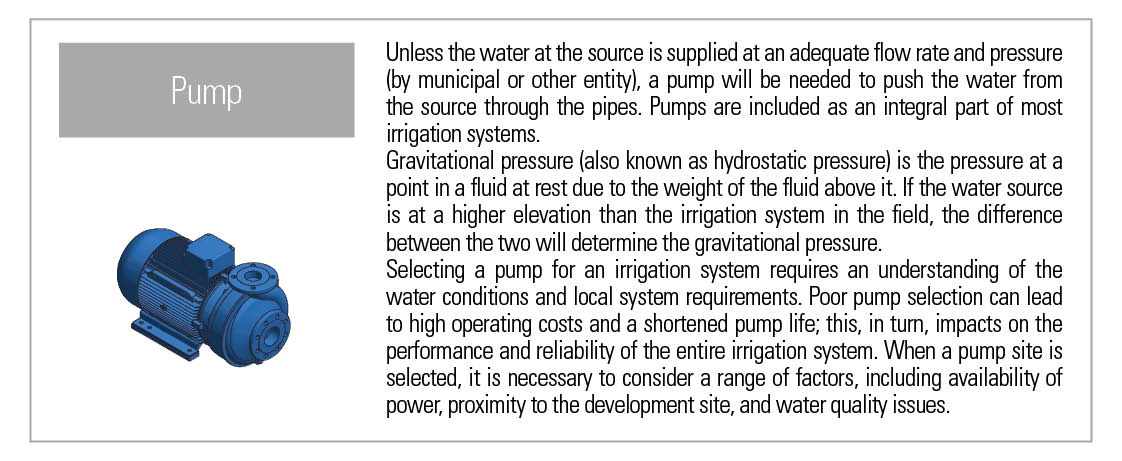 Pump
Unless the water at the source is supplied at an adequate flow rate and pressure
(by municipal or other entity), a pump will be needed to push the water from
the source through the pipes. Pumps are included as an integral part of most
irrigation systems.
Gravitational pressure (also known as hydrostatic pressure) is the pressure at a
point in a fluid at rest due to the weight of the fluid above it. If the water source
is at a higher elevation than the irrigation system in the field, the difference
between the two will determine the gravitational pressure.
Selecting a pump for an irrigation system requires an understanding of the
water conditions and local system requirements. Poor pump selection can lead
to high operating costs and a shortened pump life; this, in turn, impacts on the
performance and reliability of the entire irrigation system. When a pump site is
selected, it is necessary to consider a range of factors, including availability of
power, proximity to the development site, and water quality issues.